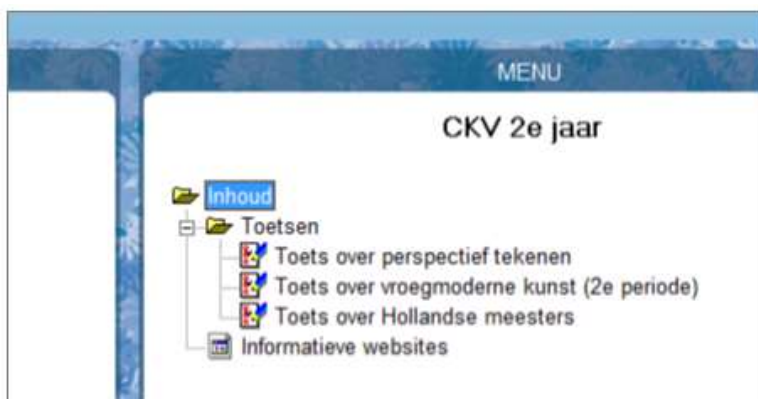 MENU
CKV 2e jaar
Inhoud
Toetsen
Toets over perspectief tekenen
Toets over vroegmoderne kunst (2e periode)
Toets over Hollandse meesters
Informatieve websites